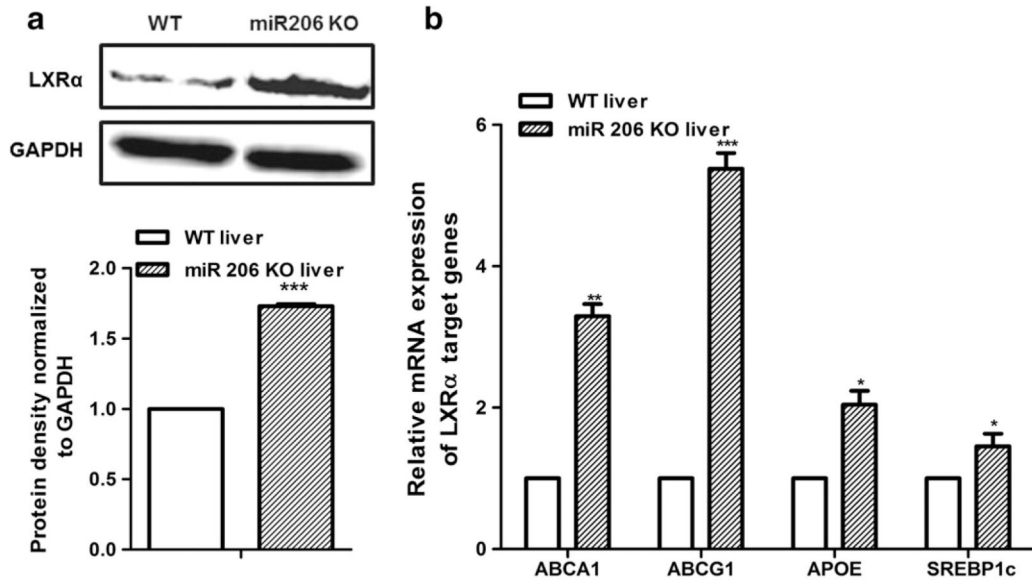 a
WT miR206 KO
LXRα
GAPDH
WT liver
miR 206 KO liver
Protein density normalized
to GAPDH
2.0
1.5
1.0
0.5
0.0
***
b
WT liver
miR 206 KO liver
Relative mRNA expression
of LXRα target genes
6
4
2
0
**
***
*
*
ABCA1 ABCG1 APOE SREBP1c